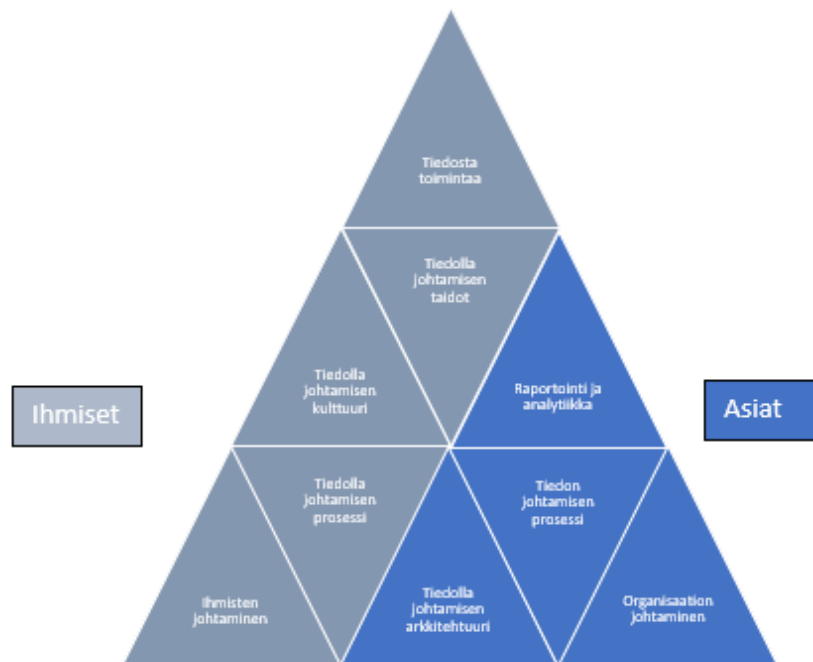 Tiedosta
toimintaa
Tiedolla
johtamisen
taidot
Tiedolla
johtamisen
kulttuuri
Raportointi ja
analytiikka
Ihmiset
Asiat
Tiedolla
johtamisen
prosessi
Tiedon
johtamisen
prosessi
Ihmisten
johtaminen
Tiedolla
johtamisen
arkkitehtuuri
Organisaation
johtaminen